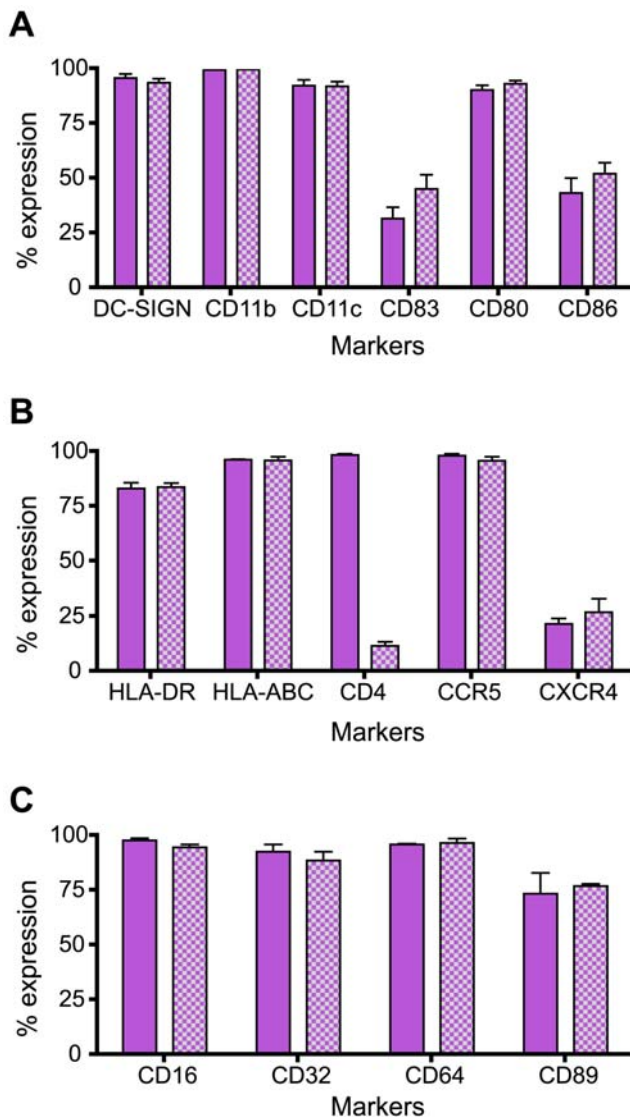 A
% expression
100
75
50
25
0
DC-SIGN CD11b CD11c CD83 CD80 CD86
Markers
B
% expression
100
75
50
25
0
HLA-DR HLA-ABC CD4 CCR5 CXCR4
Markers
C
% expression
100
75
50
25
0
CD16 CD32 CD64 CD89
Markers